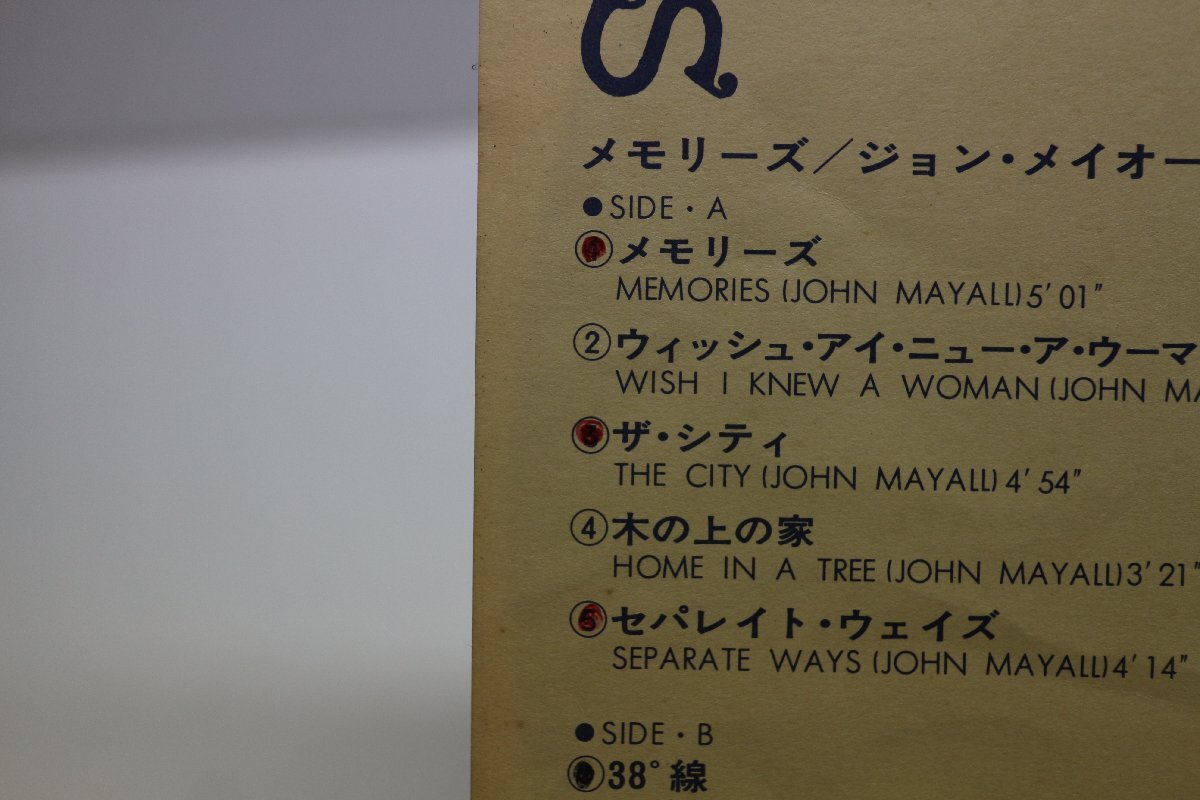 S
メモリーズ/ジョン・メイオー
●SIDE・A
①メモリーズ
MEMORIES (JOHN MAYALL) 5′01″
②ウィッシュ・アイ・ニュー・ア・ウーマ
WISH I KNEW A WOMAN (JOHN MA
③ザ・シティ
THE CITY (JOHN MAYALL) 4′54″
④木の上の家
HOME IN A TREE (JOHN MAYALL) 3′21″
⑤セパレイト・ウェイズ
SEPARATE WAYS (JOHN MAYALL) 4′14″
●SIDE・B
38°線